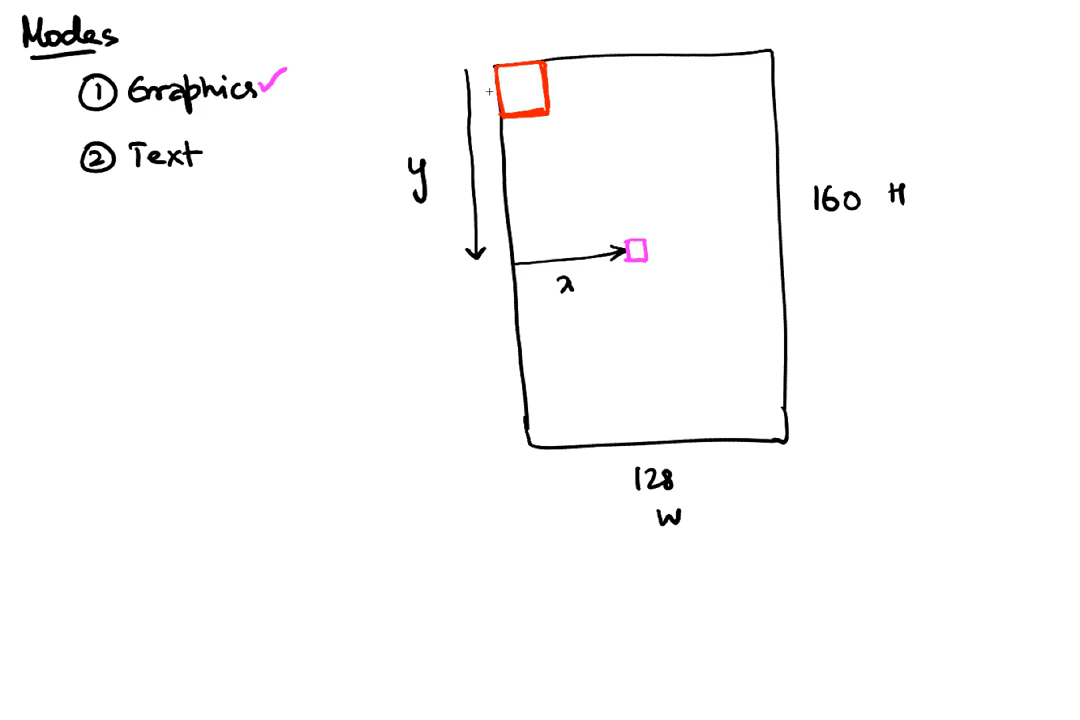 Modes
① Graphics ✓
② Text
y
160 H
x
128
W